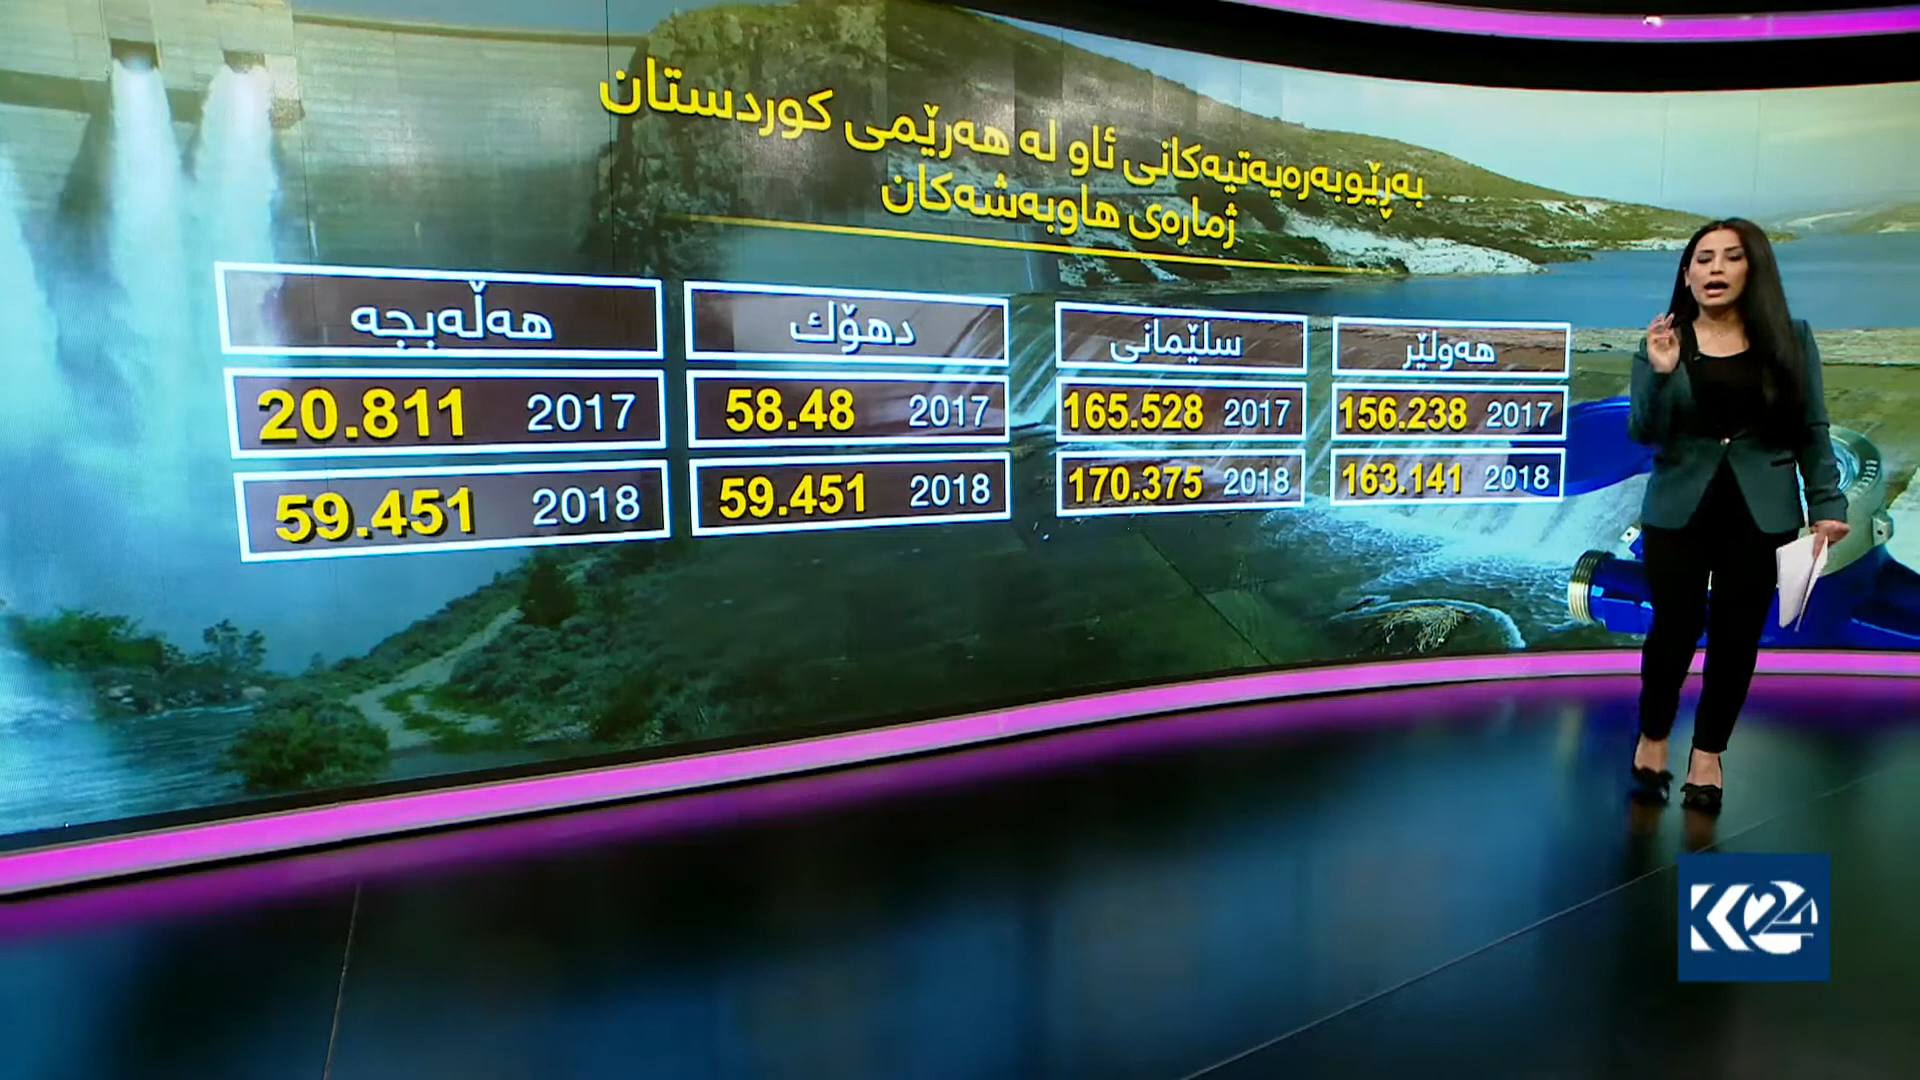 بەڕێوبەرەیەتیەکانی ئاو لە هەرێمی کوردستان
ژمارەی هاوبەشەکان
هەولێر
2017 156.238
2018 163.141
سلێمانی
2017 165.528
2018 170.375
دهۆك
2017 58.48
2018 59.451
هەڵەبجە
2017 20.811
2018 59.451
K24